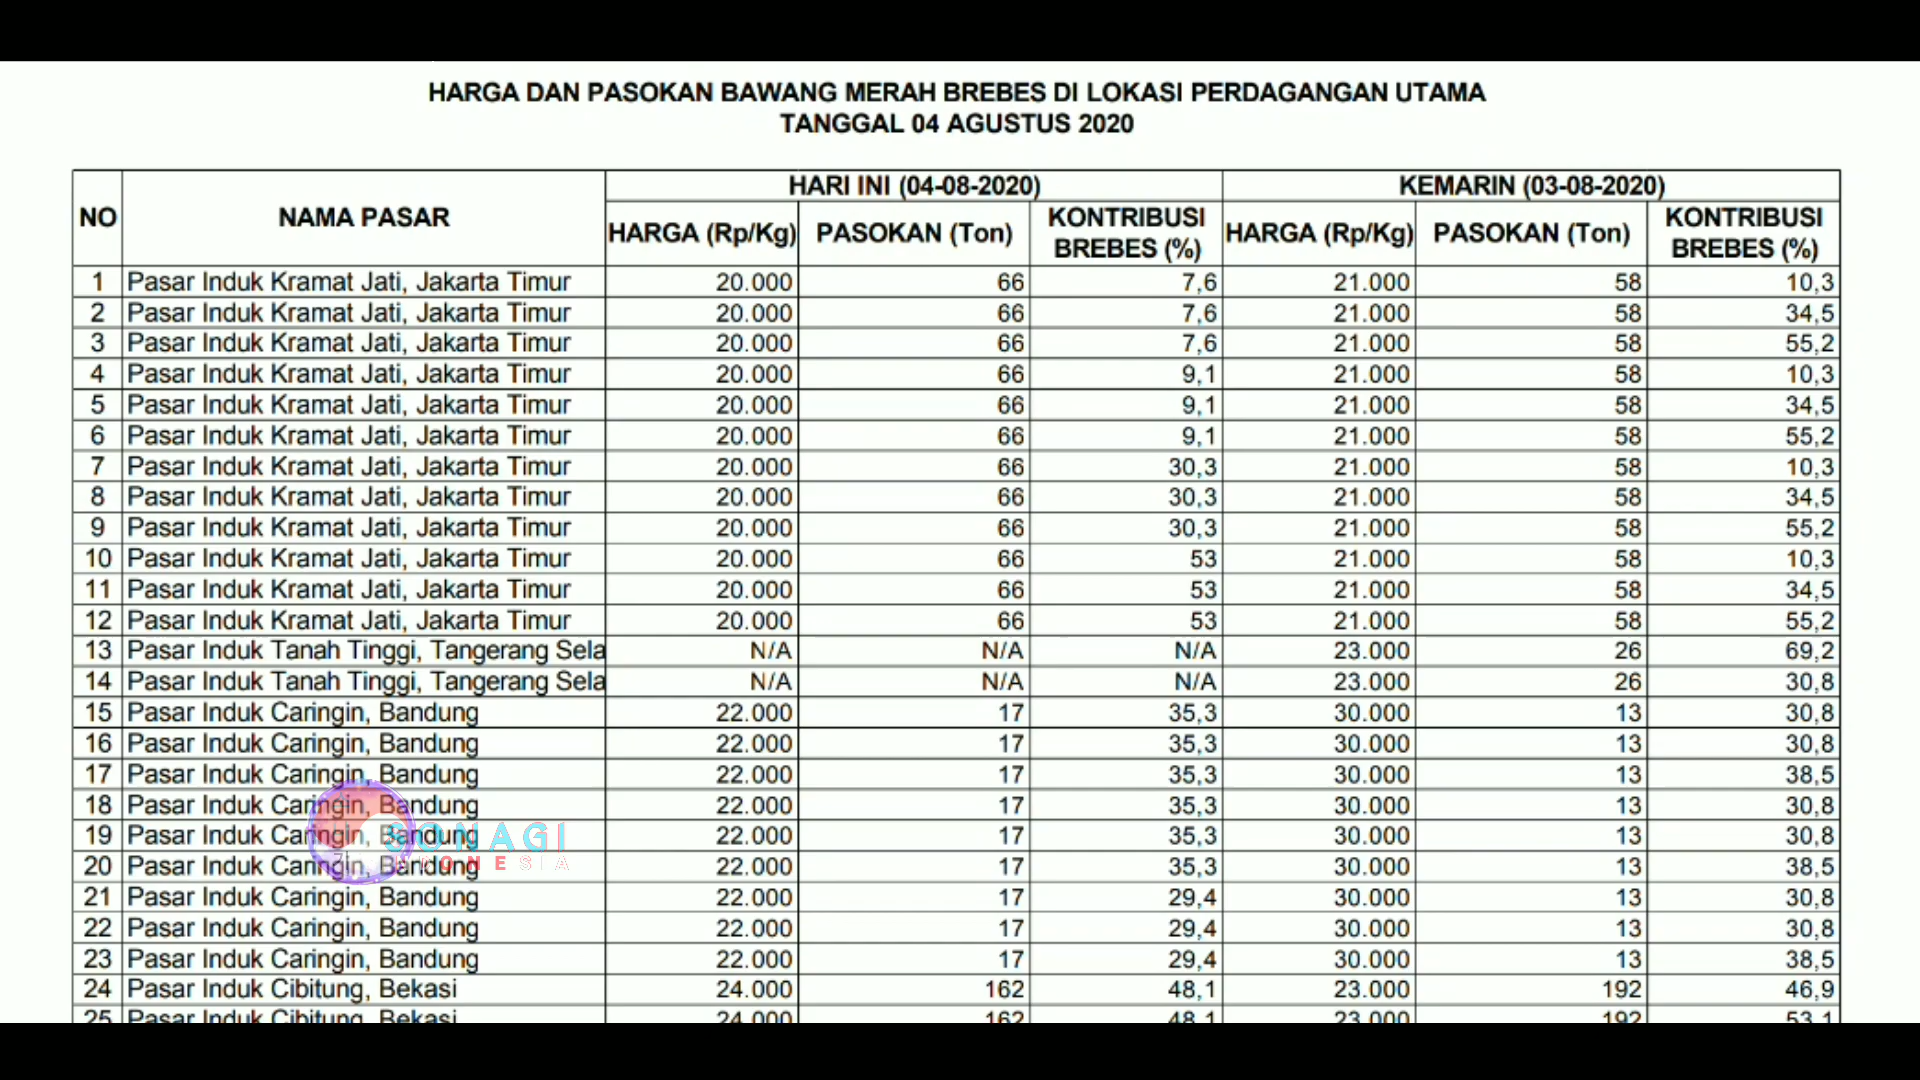 HARGA DAN PASOKAN BAWANG MERAH BREBES DI LOKASI PERDAGANGAN UTAMA
TANGGAL 04 AGUSTUS 2020
NO NAMA PASAR HARI INI (04-08-2020) KEMARIN (03-08-2020)
HARGA (Rp/Kg) PASOKAN (Ton) KONTRIBUSI BREBES (%) HARGA (Rp/Kg) PASOKAN (Ton) KONTRIBUSI BREBES (%)
1 Pasar Induk Kramat Jati, Jakarta Timur 20.000 66 7,6 21.000 58 10,3
2 Pasar Induk Kramat Jati, Jakarta Timur 20.000 66 7,6 21.000 58 34,5
3 Pasar Induk Kramat Jati, Jakarta Timur 20.000 66 7,6 21.000 58 55,2
4 Pasar Induk Kramat Jati, Jakarta Timur 20.000 66 9,1 21.000 58 10,3
5 Pasar Induk Kramat Jati, Jakarta Timur 20.000 66 9,1 21.000 58 34,5
6 Pasar Induk Kramat Jati, Jakarta Timur 20.000 66 9,1 21.000 58 55,2
7 Pasar Induk Kramat Jati, Jakarta Timur 20.000 66 30,3 21.000 58 10,3
8 Pasar Induk Kramat Jati, Jakarta Timur 20.000 66 30,3 21.000 58 34,5
9 Pasar Induk Kramat Jati, Jakarta Timur 20.000 66 30,3 21.000 58 55,2
10 Pasar Induk Kramat Jati, Jakarta Timur 20.000 66 53 21.000 58 10,3
11 Pasar Induk Kramat Jati, Jakarta Timur 20.000 66 53 21.000 58 34,5
12 Pasar Induk Kramat Jati, Jakarta Timur 20.000 66 53 21.000 58 55,2
13 Pasar Induk Tanah Tinggi, Tangerang Sela N/A N/A N/A 23.000 26 69,2
14 Pasar Induk Tanah Tinggi, Tangerang Sela N/A N/A N/A 23.000 26 30,8
15 Pasar Induk Caringin, Bandung 22.000 17 35,3 30.000 13 30,8
16 Pasar Induk Caringin, Bandung 22.000 17 35,3 30.000 13 30,8
17 Pasar Induk Caringin, Bandung 22.000 17 35,3 30.000 13 38,5
18 Pasar Induk Caringin, Bandung 22.000 17 35,3 30.000 13 30,8
19 Pasar Induk Caringin, Bandung 22.000 17 35,3 30.000 13 30,8
20 Pasar Induk Caringin, Bandung 22.000 17 35,3 30.000 13 38,5
21 Pasar Induk Caringin, Bandung 22.000 17 29,4 30.000 13 30,8
22 Pasar Induk Caringin, Bandung 22.000 17 29,4 30.000 13 30,8
23 Pasar Induk Caringin, Bandung 22.000 17 29,4 30.000 13 38,5
24 Pasar Induk Cibitung, Bekasi 24.000 162 48,1 23.000 192 46,9
25 Pasar Induk Cibitung, Bekasi 24.000 162 48,1 23.000 192 53,1
SONAGI
INDONESIA